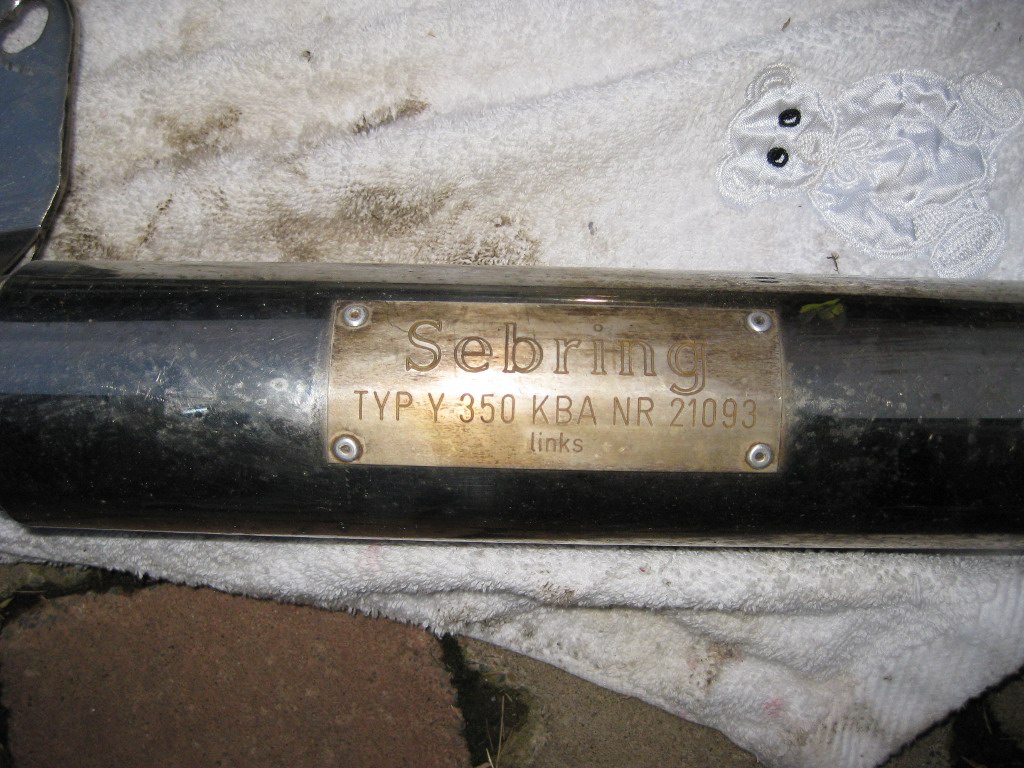 Sebring
TYP Y 350 KBA NR 21093
links